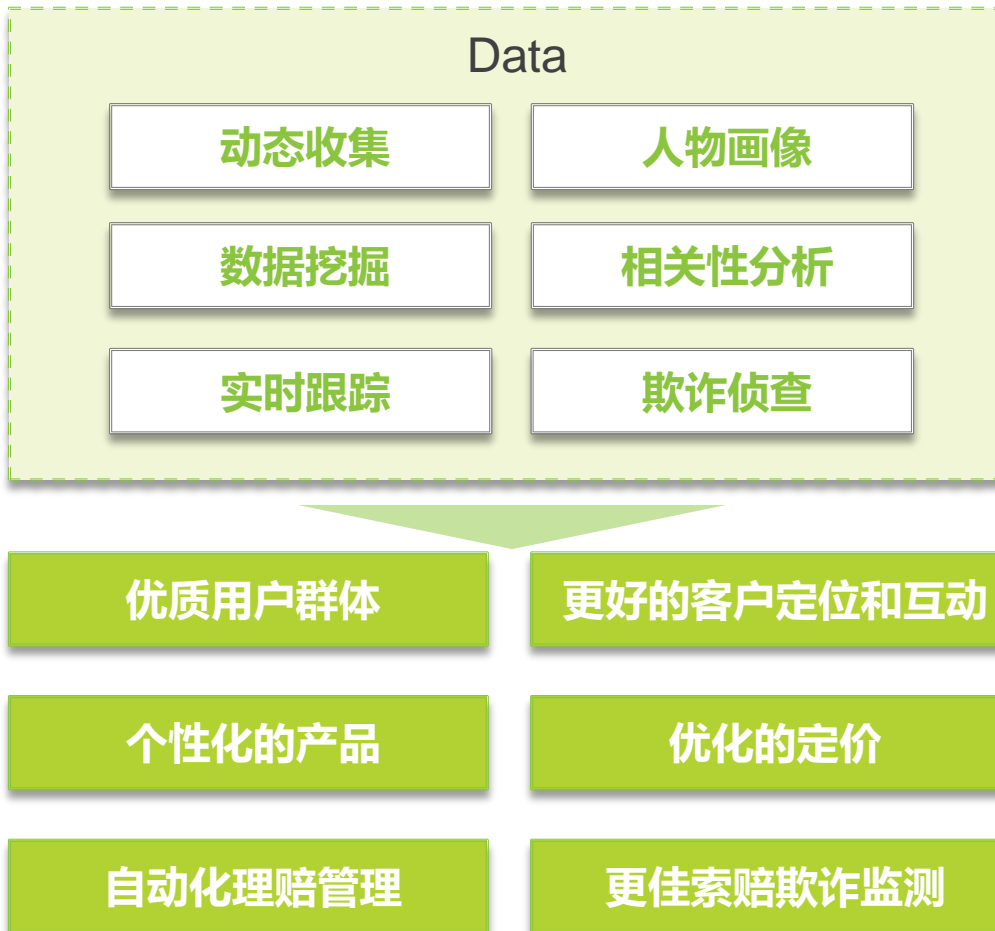 Data
动态收集
人物画像
数据挖掘
相关性分析
实时跟踪
欺诈侦查
优质用户群体
更好的客户定位和互动
个性化的产品
优化的定价
自动化理赔管理
更佳索赔欺诈监测